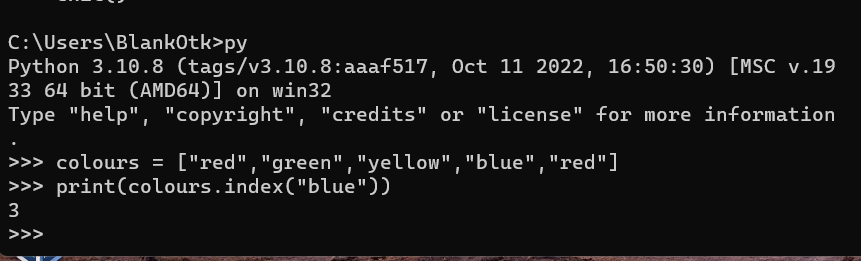 C:\Users\BlankOtk>py
Python 3.10.8 (tags/v3.10.8:aaaf517, Oct 11 2022, 16:50:30) [MSC v.19
33 64 bit (AMD64)] on win32
Type "help", "copyright", "credits" or "license" for more information
.
>>> colours = ["red","green","yellow","blue","red"]
>>> print(colours.index("blue"))
3
>>>